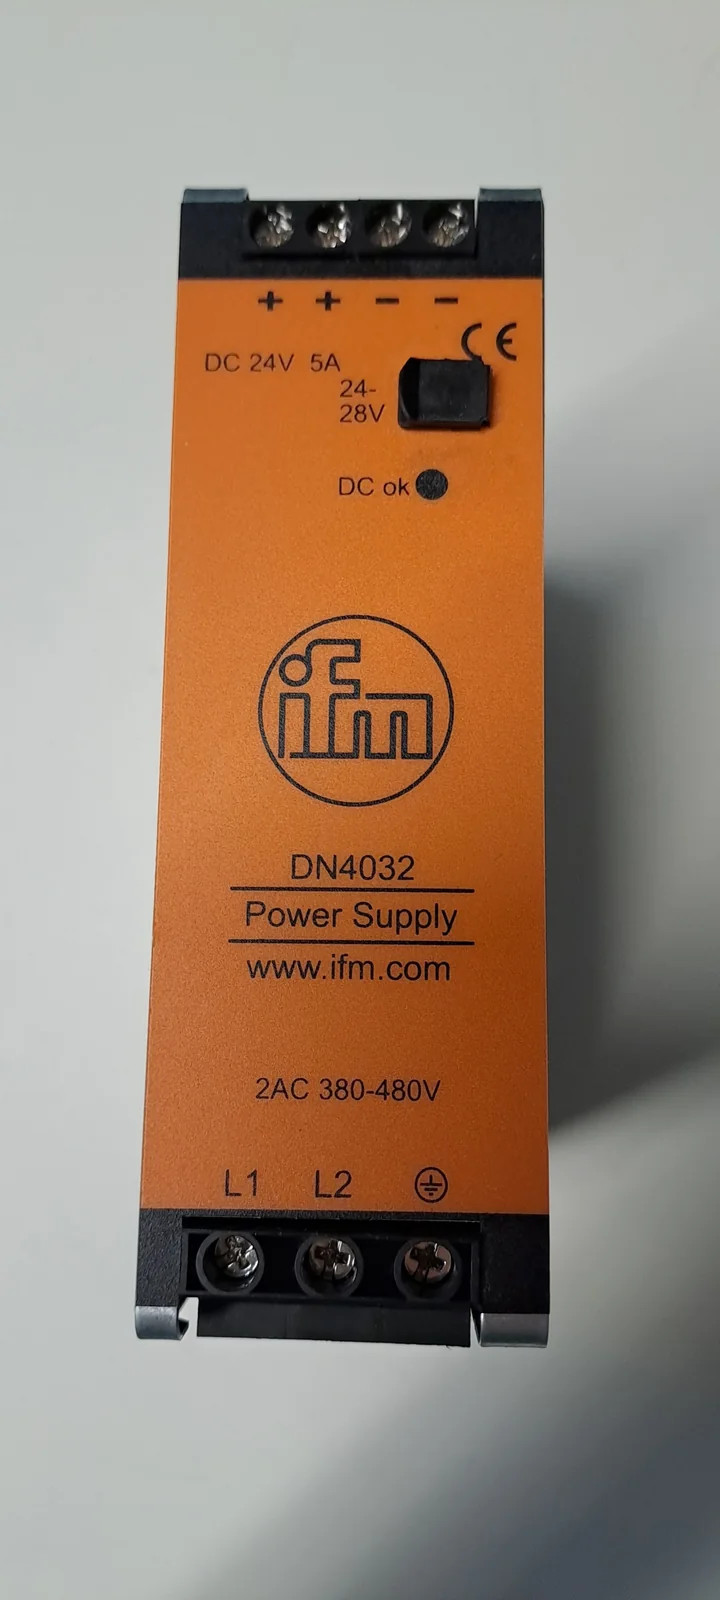 + + − −
CE
DC 24V 5A
24-
28V
DC ok
ifm
DN4032
Power Supply
www.ifm.com
2AC 380-480V
L1 L2